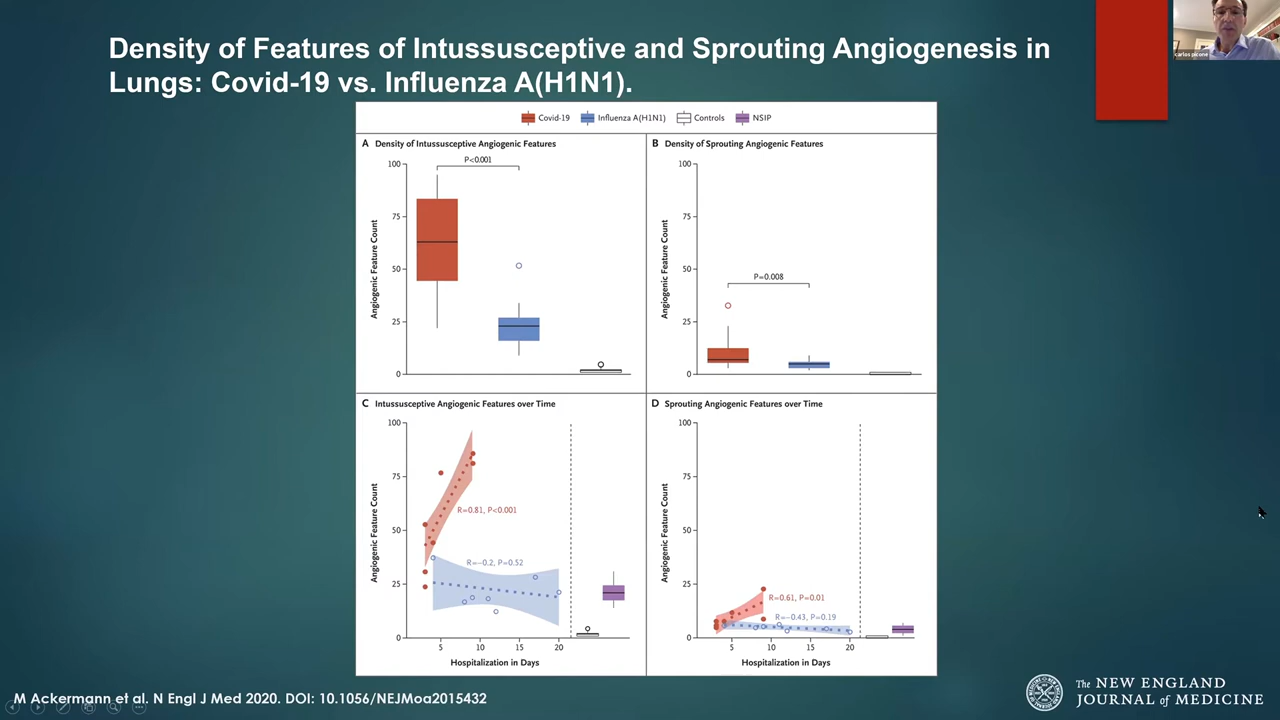 Density of Features of Intussusceptive and Sprouting Angiogenesis in
Lungs: Covid-19 vs. Influenza A(H1N1).
carlos picone
Covid-19 Influenza A(H1N1) Controls NSIP
A Density of Intussusceptive Angiogenic Features
P<0.001
100
75
50
25
0
Angiogenic Feature Count
B Density of Sprouting Angiogenic Features
P=0.008
100
75
50
25
0
Angiogenic Feature Count
C Intussusceptive Angiogenic Features over Time
100
75
50
25
0
Angiogenic Feature Count
R=0.81, P<0.001
R=−0.2, P=0.52
5 10 15 20
Hospitalization in Days
D Sprouting Angiogenic Features over Time
100
75
50
25
0
Angiogenic Feature Count
R=0.61, P=0.01
R=−0.43, P=0.19
5 10 15 20
Hospitalization in Days
M Ackermann et al. N Engl J Med 2020. DOI: 10.1056/NEJMoa2015432
The NEW ENGLAND
JOURNAL of MEDICINE